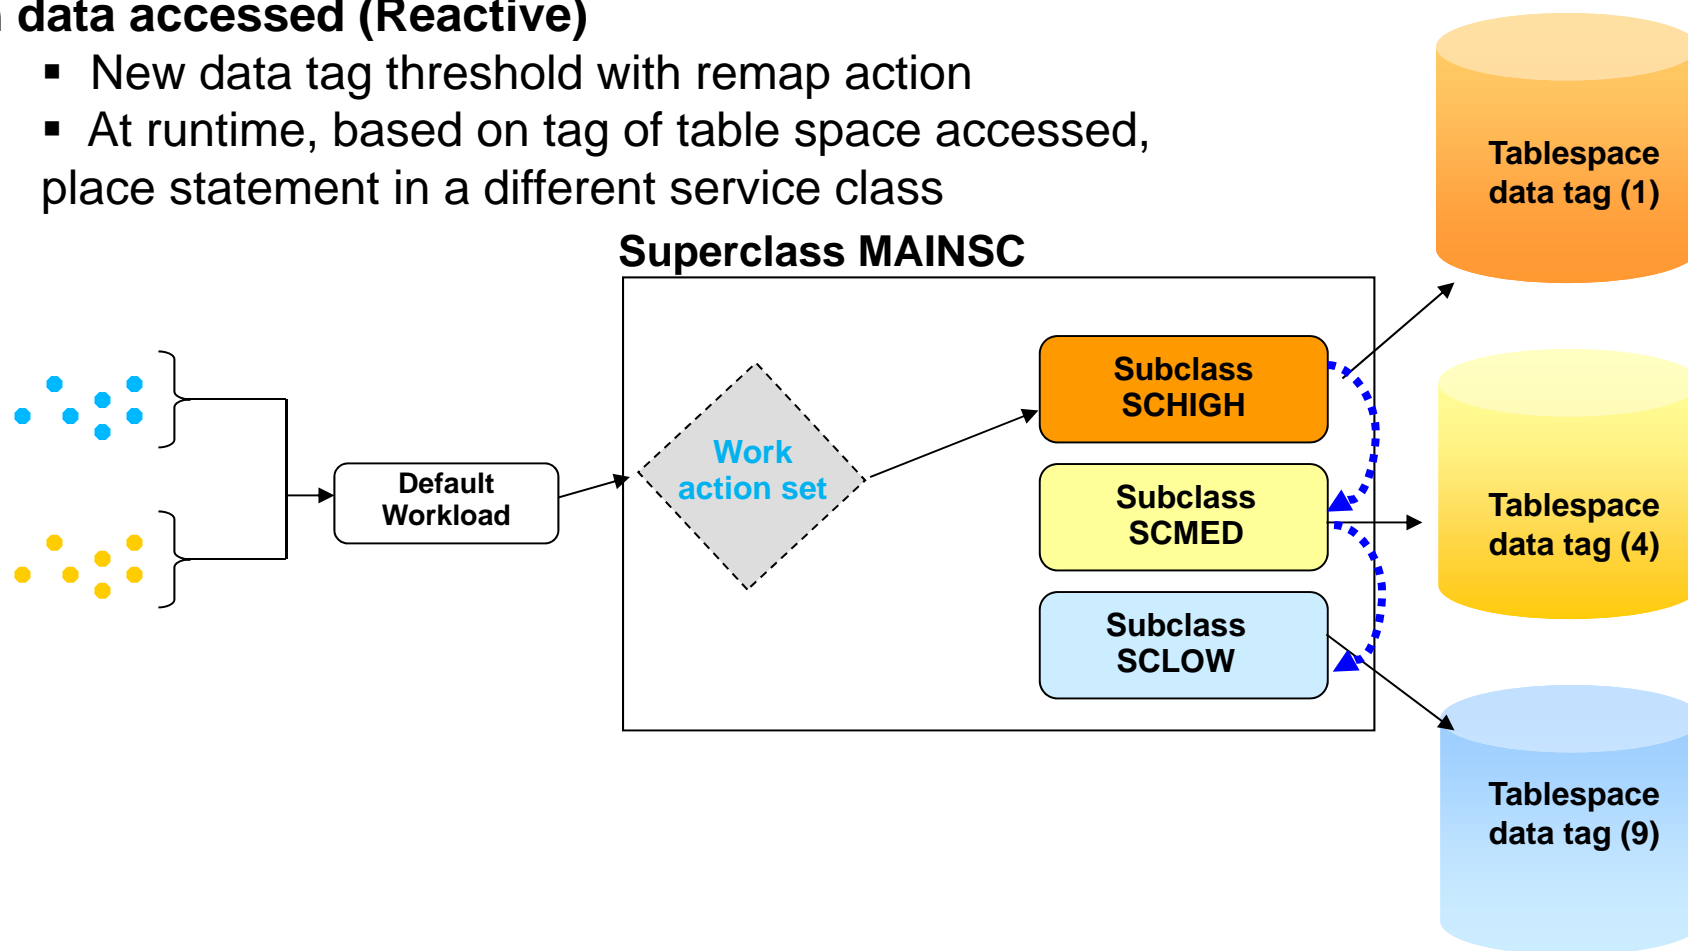 data accessed (Reactive)
▪ New data tag threshold with remap action
▪ At runtime, based on tag of table space accessed,
place statement in a different service class
Superclass MAINSC
Tablespace
data tag (1)
Default
Workload
Work
action set
Subclass
SCHIGH
Subclass
SCMED
Subclass
SCLOW
Tablespace
data tag (4)
Tablespace
data tag (9)